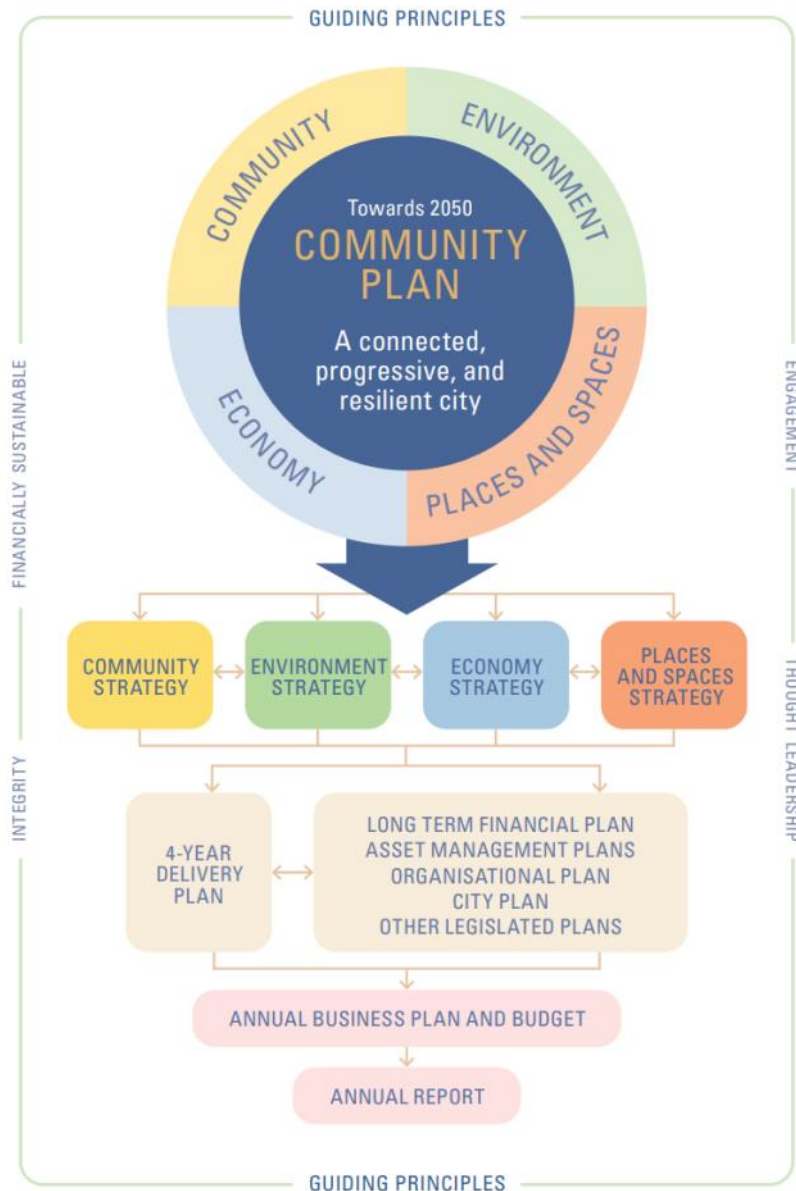 GUIDING PRINCIPLES
COMMUNITY
ENVIRONMENT
Towards 2050
COMMUNITY
PLAN
A connected,
progressive, and
resilient city
ECONOMY
PLACES AND SPACES
FINANCIALLY SUSTAINABLE
ENGAGEMENT
COMMUNITY
STRATEGY
ENVIRONMENT
STRATEGY
ECONOMY
STRATEGY
PLACES
AND SPACES
STRATEGY
INTEGRITY
THOUGHT LEADERSHIP
4-YEAR
DELIVERY
PLAN
LONG TERM FINANCIAL PLAN
ASSET MANAGEMENT PLANS
ORGANISATIONAL PLAN
CITY PLAN
OTHER LEGISLATED PLANS
ANNUAL BUSINESS PLAN AND BUDGET
ANNUAL REPORT
GUIDING PRINCIPLES